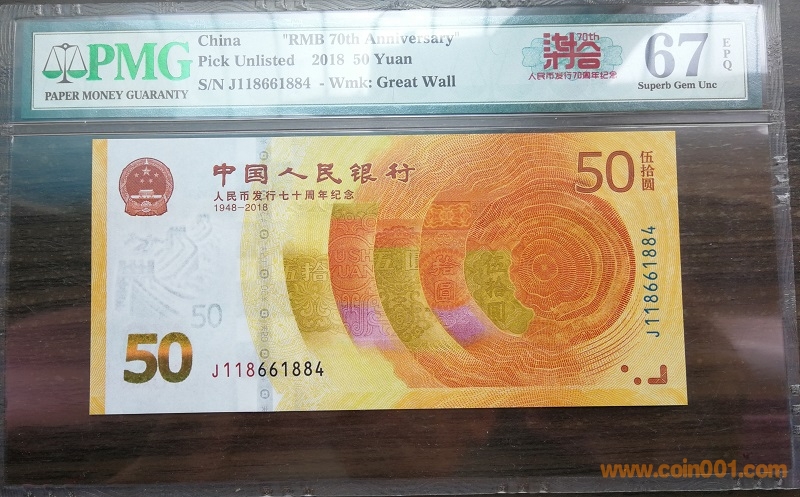 PMG
PAPER MONEY GUARANTY
China "RMB 70th Anniversary"
Pick Unlisted 2018 50 Yuan
S/N J118661884 - Wmk: Great Wall
70th
人民币发行70周年纪念
67
EPQ
Superb Gem Unc
中国人民银行
人民币发行七十周年纪念
1948-2018
50
伍拾圆
50
50
J118661884
J118661884
伍拾圆
www.coin001.com